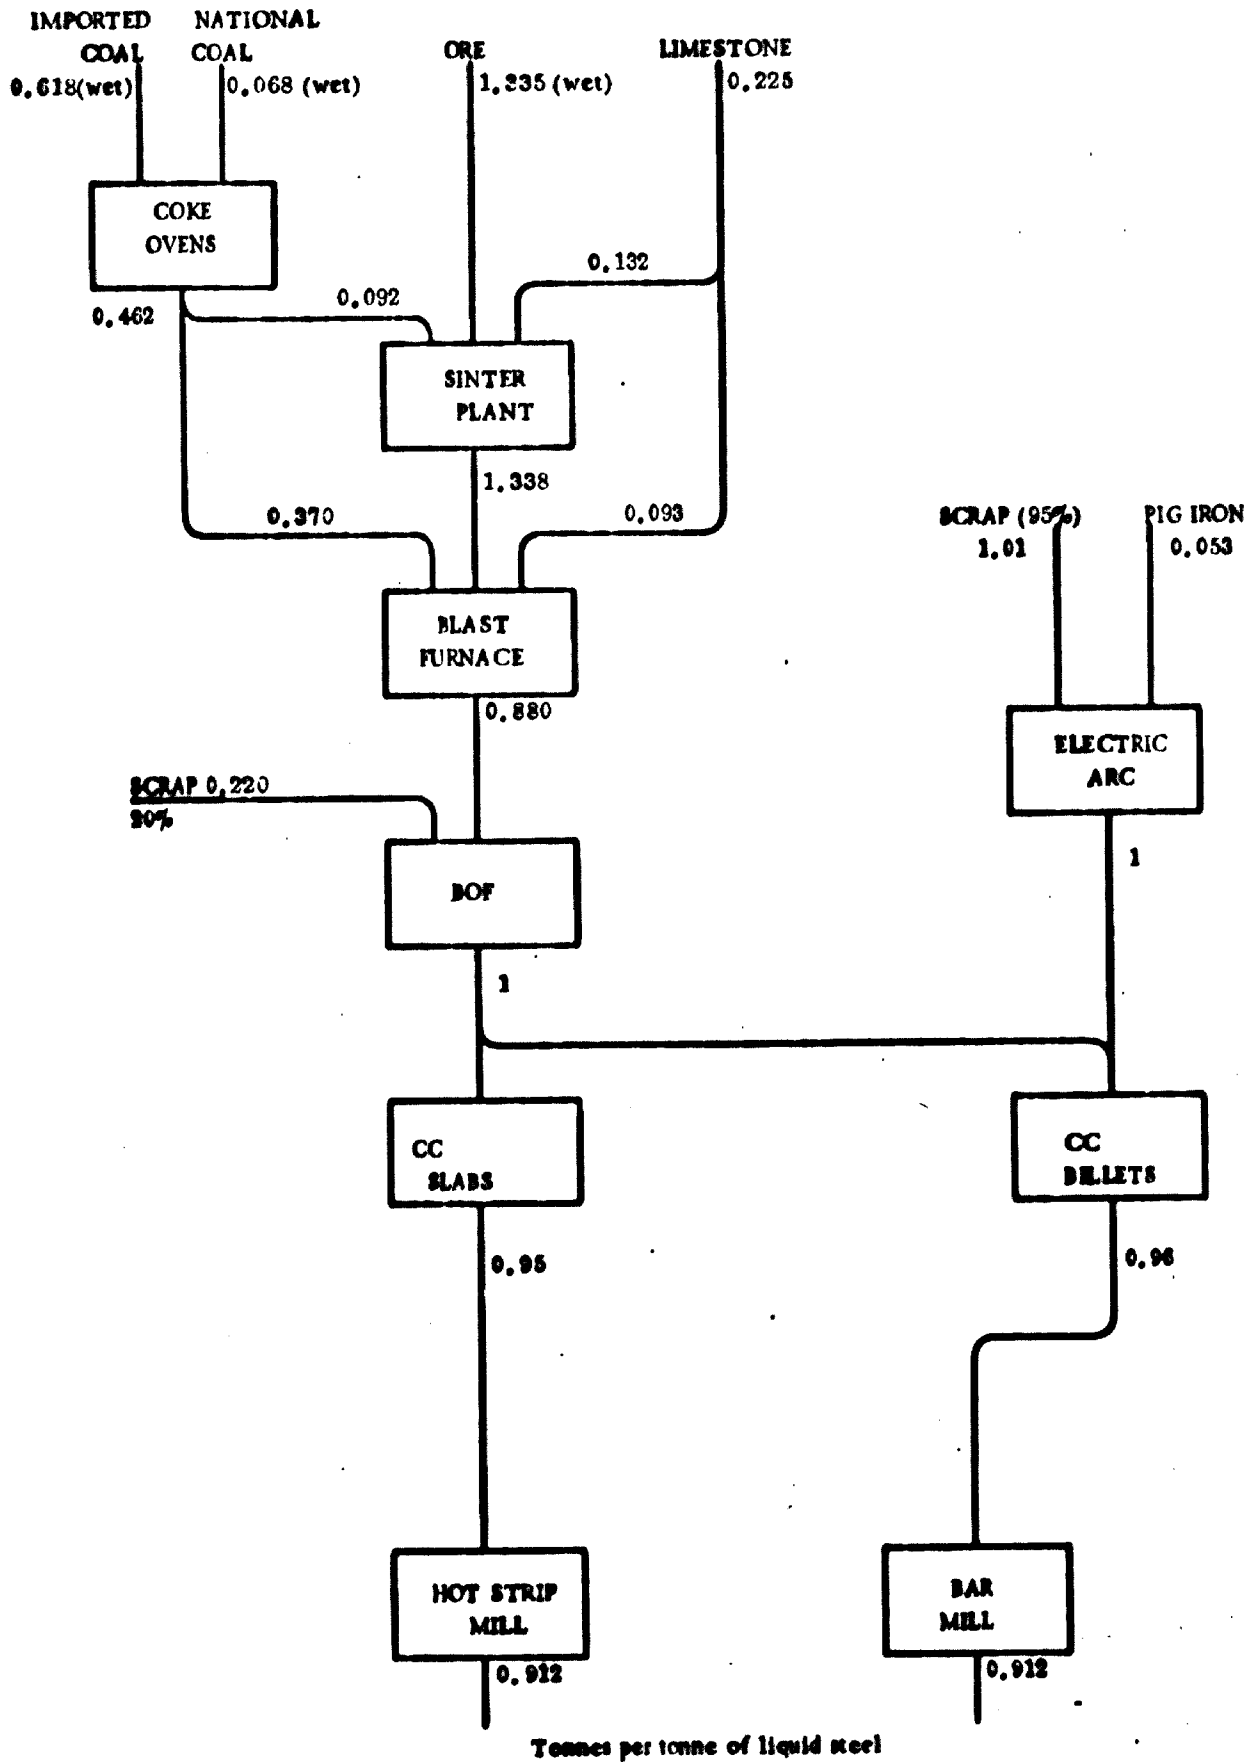 IMPORTED COAL
0.618(wet)
NATIONAL COAL
0.068 (wet)
ORE
1.335 (wet)
LIMESTONE
0.225
COKE
OVENS
0.132
0.092
0.462
SINTER
PLANT
1.338
0.370
0.093
SCRAP (95%)
1.01
PIG IRON
0.053
BLAST
FURNACE
0.880
ELECTRIC
ARC
SCRAP 0.220
20%
1
BOF
1
CC
SLABS
CC
BILLETS
0.95
0.96
HOT STRIP
MILL
BAR
MILL
0.912
0.912
Tonnes per tonne of liquid steel